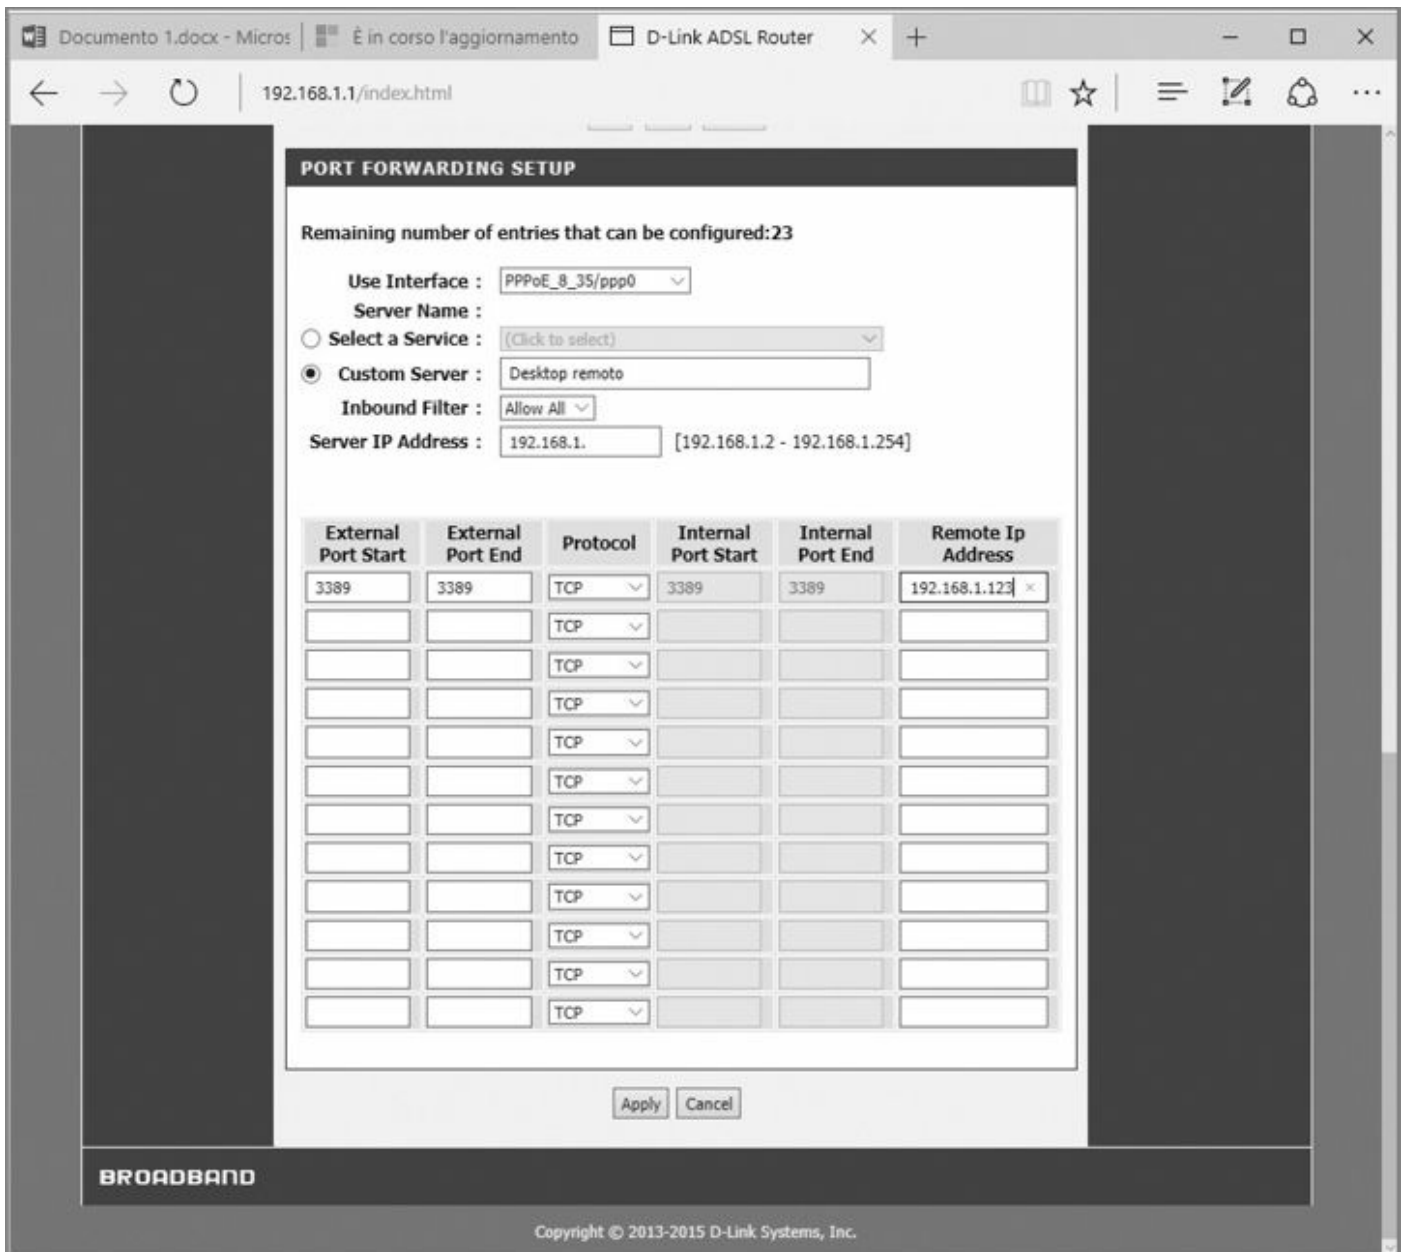 Documento 1.docx - Micros
È in corso l'aggiornamento
D-Link ADSL Router
192.168.1.1/index.html
PORT FORWARDING SETUP
Remaining number of entries that can be configured:23
Use Interface : PPPoE_8_35/ppp0
Server Name :
Select a Service : (Click to select)
Custom Server : Desktop remoto
Inbound Filter : Allow All
Server IP Address : 192.168.1. [192.168.1.2 - 192.168.1.254]
External Port Start External Port End Protocol Internal Port Start Internal Port End Remote Ip Address
3389 3389 TCP 3389 3389 192.168.1.123
TCP
TCP
TCP
TCP
TCP
TCP
TCP
TCP
TCP
TCP
TCP
Apply Cancel
BROADBAND
Copyright © 2013-2015 D-Link Systems, Inc.